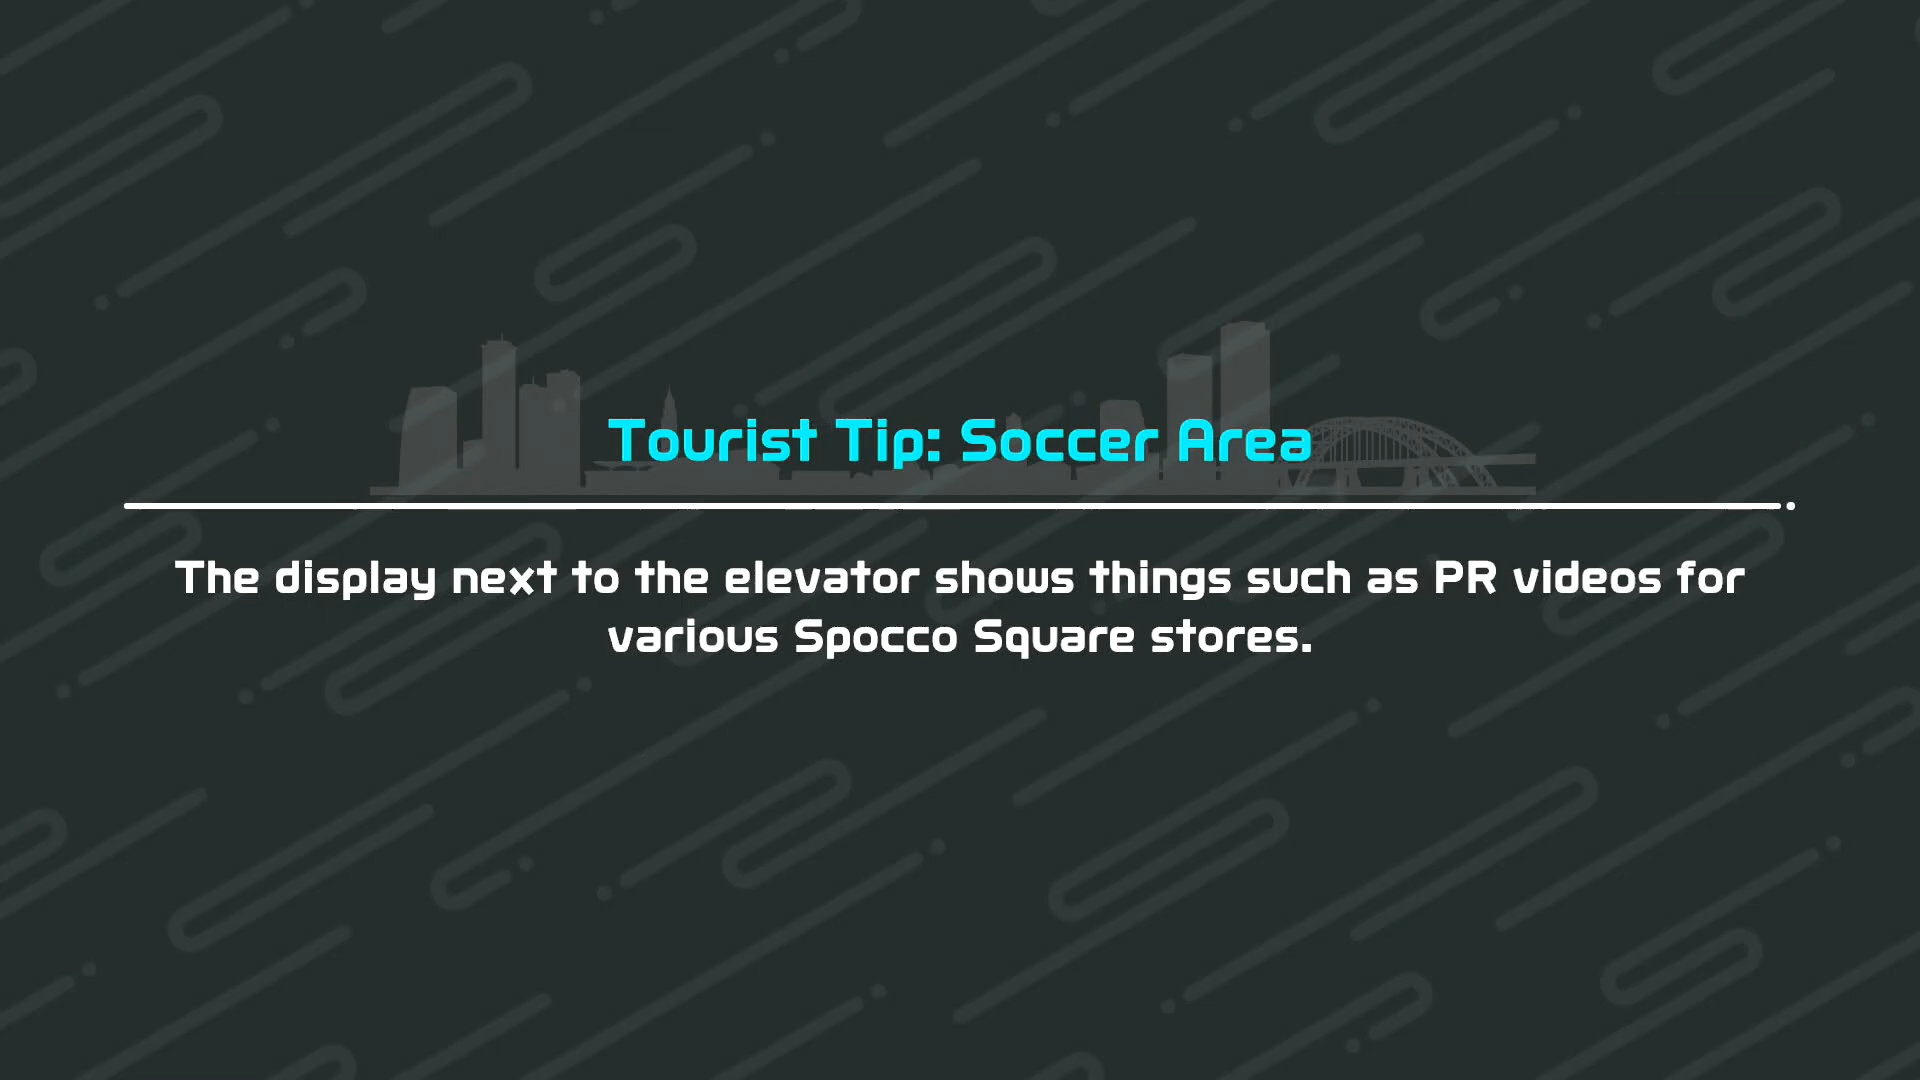 Tourist Tip: Soccer Area
The display next to the elevator shows things such as PR videos for
various Spocco Square stores.